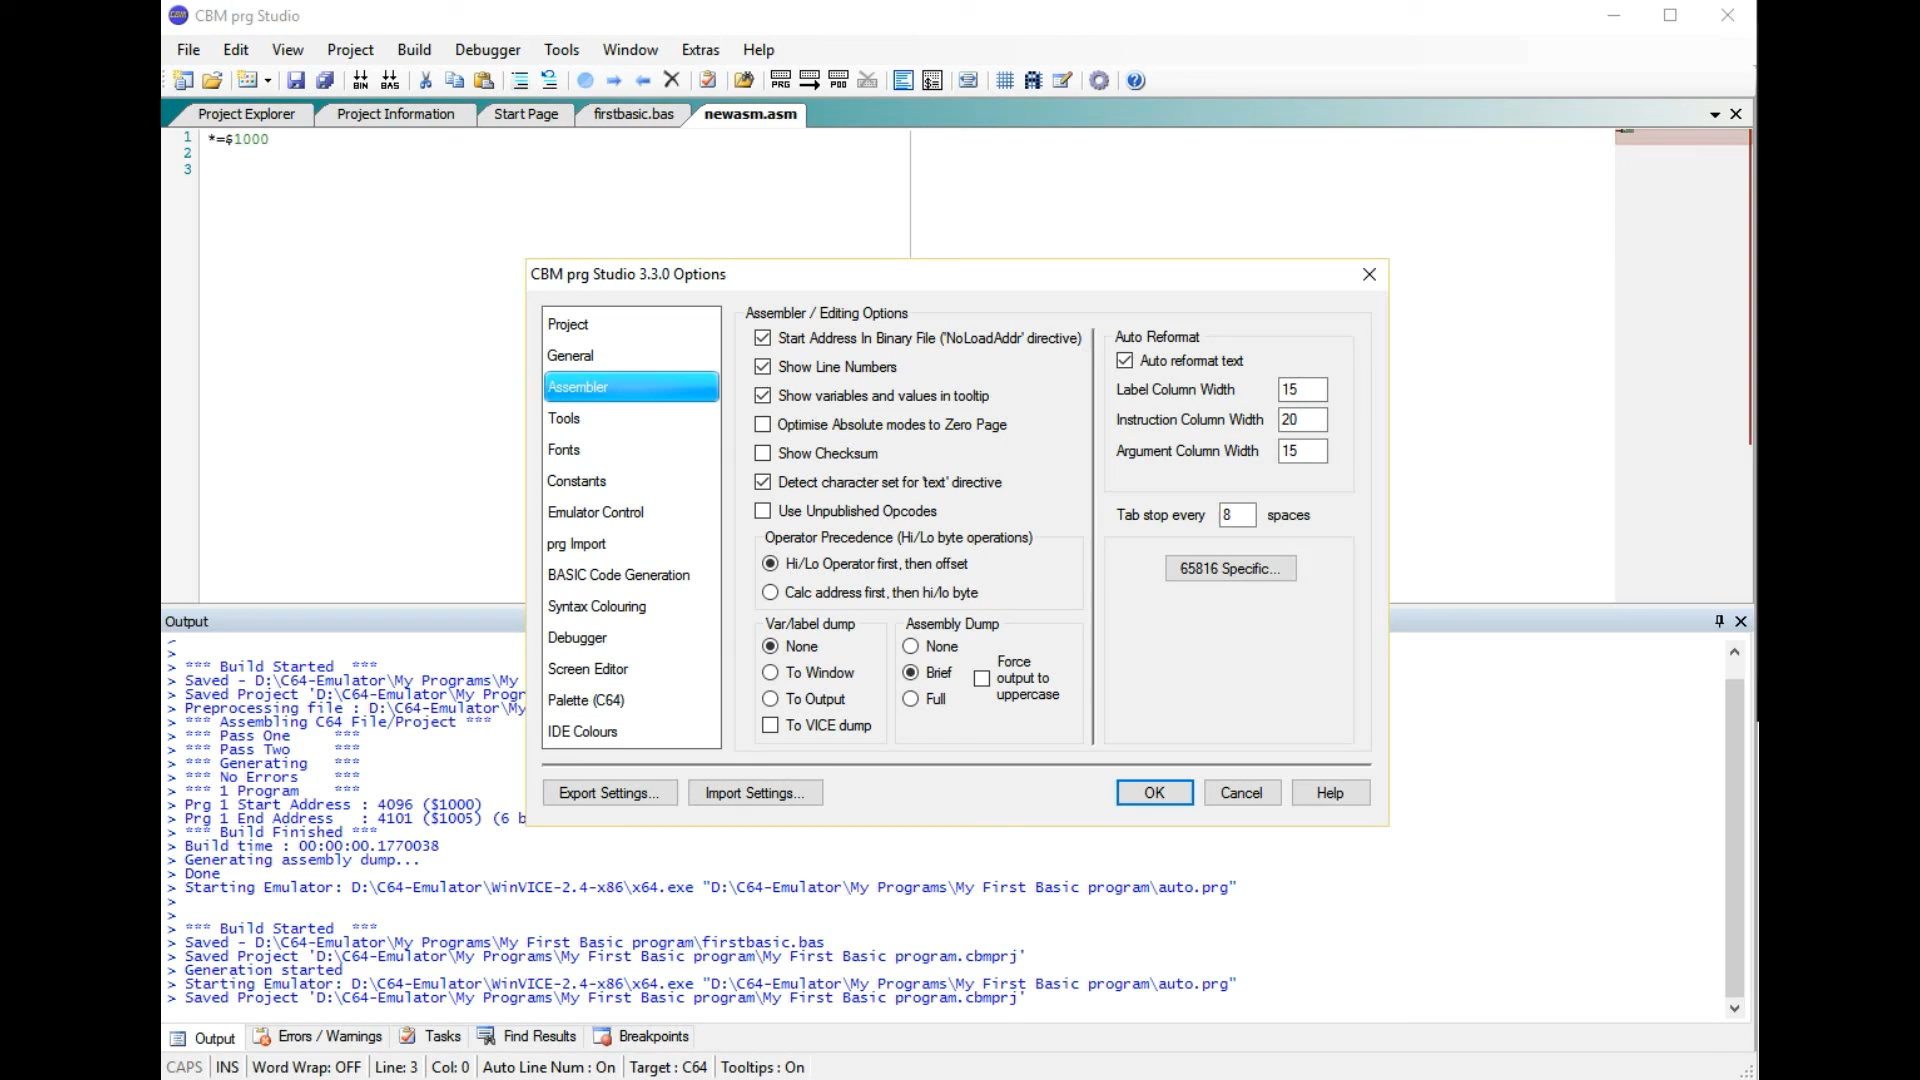 CBM prg Studio
File Edit View Project Build Debugger Tools Window Extras Help
BIN BAS PRG POO
Project Explorer Project Information Start Page firstbasic.bas newasm.asm
1 *=$1000
2
3
CBM prg Studio 3.3.0 Options
Project
General
Assembler
Tools
Fonts
Constants
Emulator Control
prg Import
BASIC Code Generation
Syntax Colouring
Debugger
Screen Editor
Palette (C64)
IDE Colours
Assembler / Editing Options
Start Address In Binary File ('NoLoadAddr' directive)
Show Line Numbers
Show variables and values in tooltip
Optimise Absolute modes to Zero Page
Show Checksum
Detect character set for 'text' directive
Use Unpublished Opcodes
Operator Precedence (Hi/Lo byte operations)
Hi/Lo Operator first, then offset
Calc address first, then hi/lo byte
Var/label dump
None
To Window
To Output
To VICE dump
Assembly Dump
None
Brief
Full
Force
output to
uppercase
Auto Reformat
Auto reformat text
Label Column Width 15
Instruction Column Width 20
Argument Column Width 15
Tab stop every 8 spaces
65816 Specific...
Export Settings... Import Settings... OK Cancel Help
Output
>
> *** Build Started ***
> Saved - D:\C64-Emulator\My Programs\My
> Saved Project 'D:\C64-Emulator\My Progr
> Preprocessing file : D:\C64-Emulator\My
> *** Assembling C64 File/Project ***
> *** Pass One ***
> *** Pass Two ***
> *** Generating ***
> *** No Errors ***
> *** 1 Program ***
> Prg 1 Start Address : 4096 ($1000)
> Prg 1 End Address : 4101 ($1005) (6 b
> *** Build Finished ***
> Build time : 00:00:00.1770038
> Generating assembly dump...
> Done
> Starting Emulator: D:\C64-Emulator\WinVICE-2.4-x86\x64.exe "D:\C64-Emulator\My Programs\My First Basic program\auto.prg"
>
>
> *** Build Started ***
> Saved - D:\C64-Emulator\My Programs\My First Basic program\firstbasic.bas
> Saved Project 'D:\C64-Emulator\My Programs\My First Basic program\My First Basic program.cbmprj'
> Generation started
> Starting Emulator: D:\C64-Emulator\WinVICE-2.4-x86\x64.exe "D:\C64-Emulator\My Programs\My First Basic program\auto.prg"
> Saved Project 'D:\C64-Emulator\My Programs\My First Basic program\My First Basic program.cbmprj'
Output Errors / Warnings Tasks Find Results Breakpoints
CAPS INS Word Wrap: OFF Line: 3 Col: 0 Auto Line Num : On Target : C64 Tooltips : On